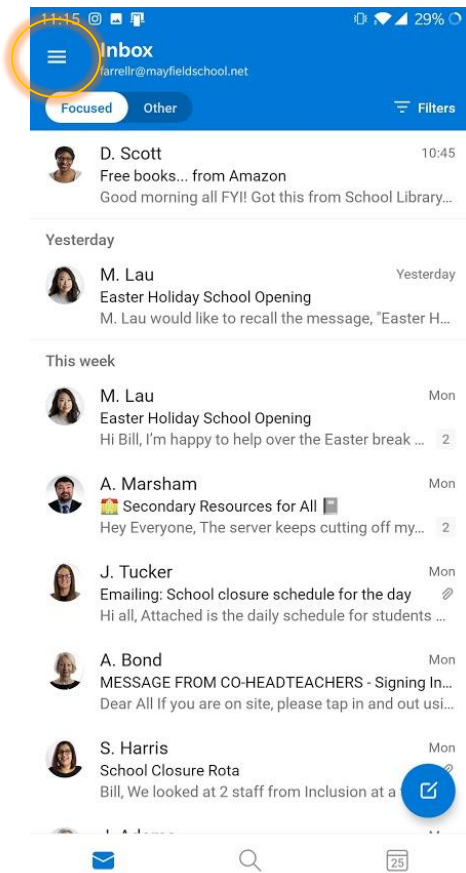 11:15 29%
Inbox
farrellr@mayfieldschool.net
Focused Other Filters
D. Scott 10:45
Free books... from Amazon
Good morning all FYI! Got this from School Library...
Yesterday
M. Lau Yesterday
Easter Holiday School Opening
M. Lau would like to recall the message, "Easter H...
This week
M. Lau Mon
Easter Holiday School Opening
Hi Bill, I'm happy to help over the Easter break ... 2
A. Marsham Mon
Secondary Resources for All
Hey Everyone, The server keeps cutting off my... 2
J. Tucker Mon
Emailing: School closure schedule for the day
Hi all, Attached is the daily schedule for students ...
A. Bond Mon
MESSAGE FROM CO-HEADTEACHERS - Signing In...
Dear All If you are on site, please tap in and out usi...
S. Harris Mon
School Closure Rota
Bill, We looked at 2 staff from Inclusion at a
25